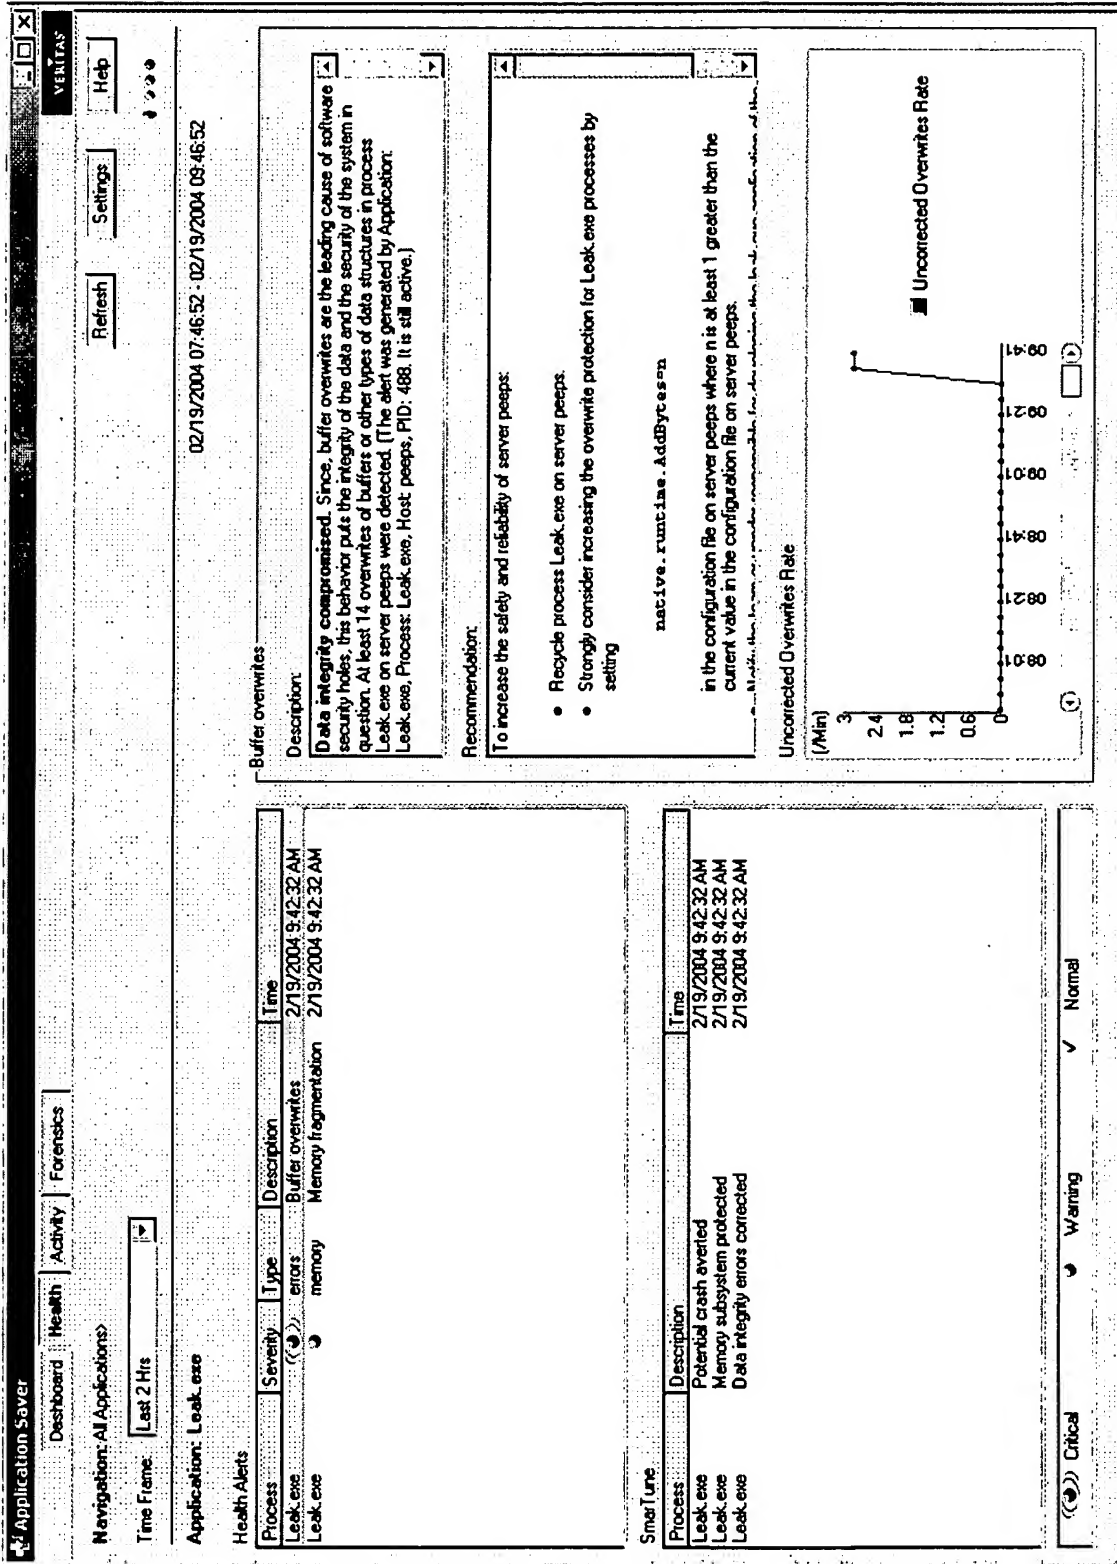 Application Saver
VERITAS
Dashboard Health Activity Forensics
Navigation: All Applications>
Refresh Settings Help
Time Frame: Last 2 Hrs
Application: Leak.exe
02/19/2004 07:46:52 - 02/19/2004 09:46:52
Health Alerts
Process Severity Type Description Time
Leak.exe errors Buffer overwrites 2/19/2004 9:42:32 AM
Leak.exe memory Memory fragmentation 2/19/2004 9:42:32 AM
SmarTune
Process Description Time
Leak.exe Potential crash averted 2/19/2004 9:42:32 AM
Leak.exe Memory subsystem protected 2/19/2004 9:42:32 AM
Leak.exe Data integrity errors corrected 2/19/2004 9:42:32 AM
Critical Warning Normal
Buffer overwrites
Description:
Data integrity compromised. Since, buffer overwrites are the leading cause of software
security holes, this behavior puts the integrity of the data and the security of the system in
question. At least 14 overwrites of buffers or other types of data structures in process
Leak.exe on server peeps were detected. (The alert was generated by Application:
Leak.exe, Process: Leak.exe, Host: peeps, PID: 488. It is still active.)
Recommendation:
To increase the safety and reliability of server peeps:
• Recycle process Leak.exe on server peeps.
• Strongly consider increasing the overwrite protection for Leak.exe processes by
setting
native.runtime.AddBytes=n
in the configuration file on server peeps where n is at least 1 greater than the
current value in the configuration file on server peeps.
Uncorrected Overwrites Rate
(/Min)
3
2.4
1.8
1.2
0.6
0
08:01 08:21 08:41 09:01 09:21 09:41
Uncorrected Overwrites Rate